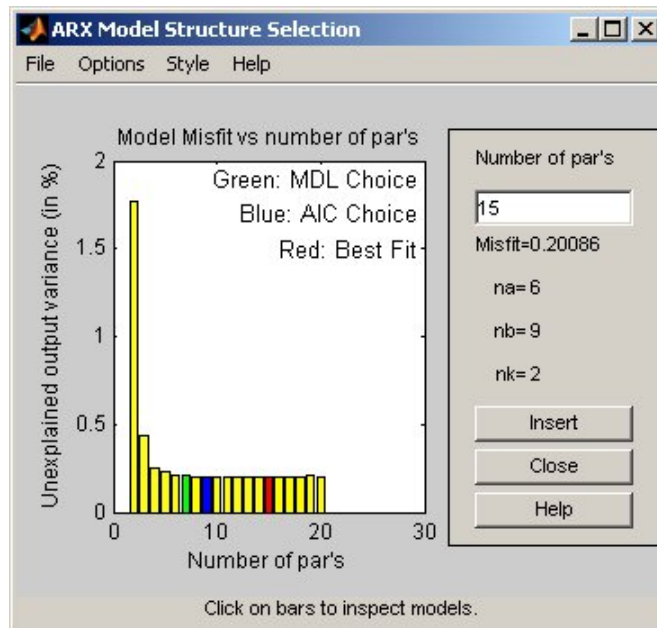 ARX Model Structure Selection
File Options Style Help
Model Misfit vs number of par's
Unexplained output variance (in %)
2
1.5
1
0.5
0
Green: MDL Choice
Blue: AIC Choice
Red: Best Fit
0 10 20 30
Number of par's
Number of par's
15
Misfit=0.20086
na= 6
nb= 9
nk= 2
Insert
Close
Help
Click on bars to inspect models.